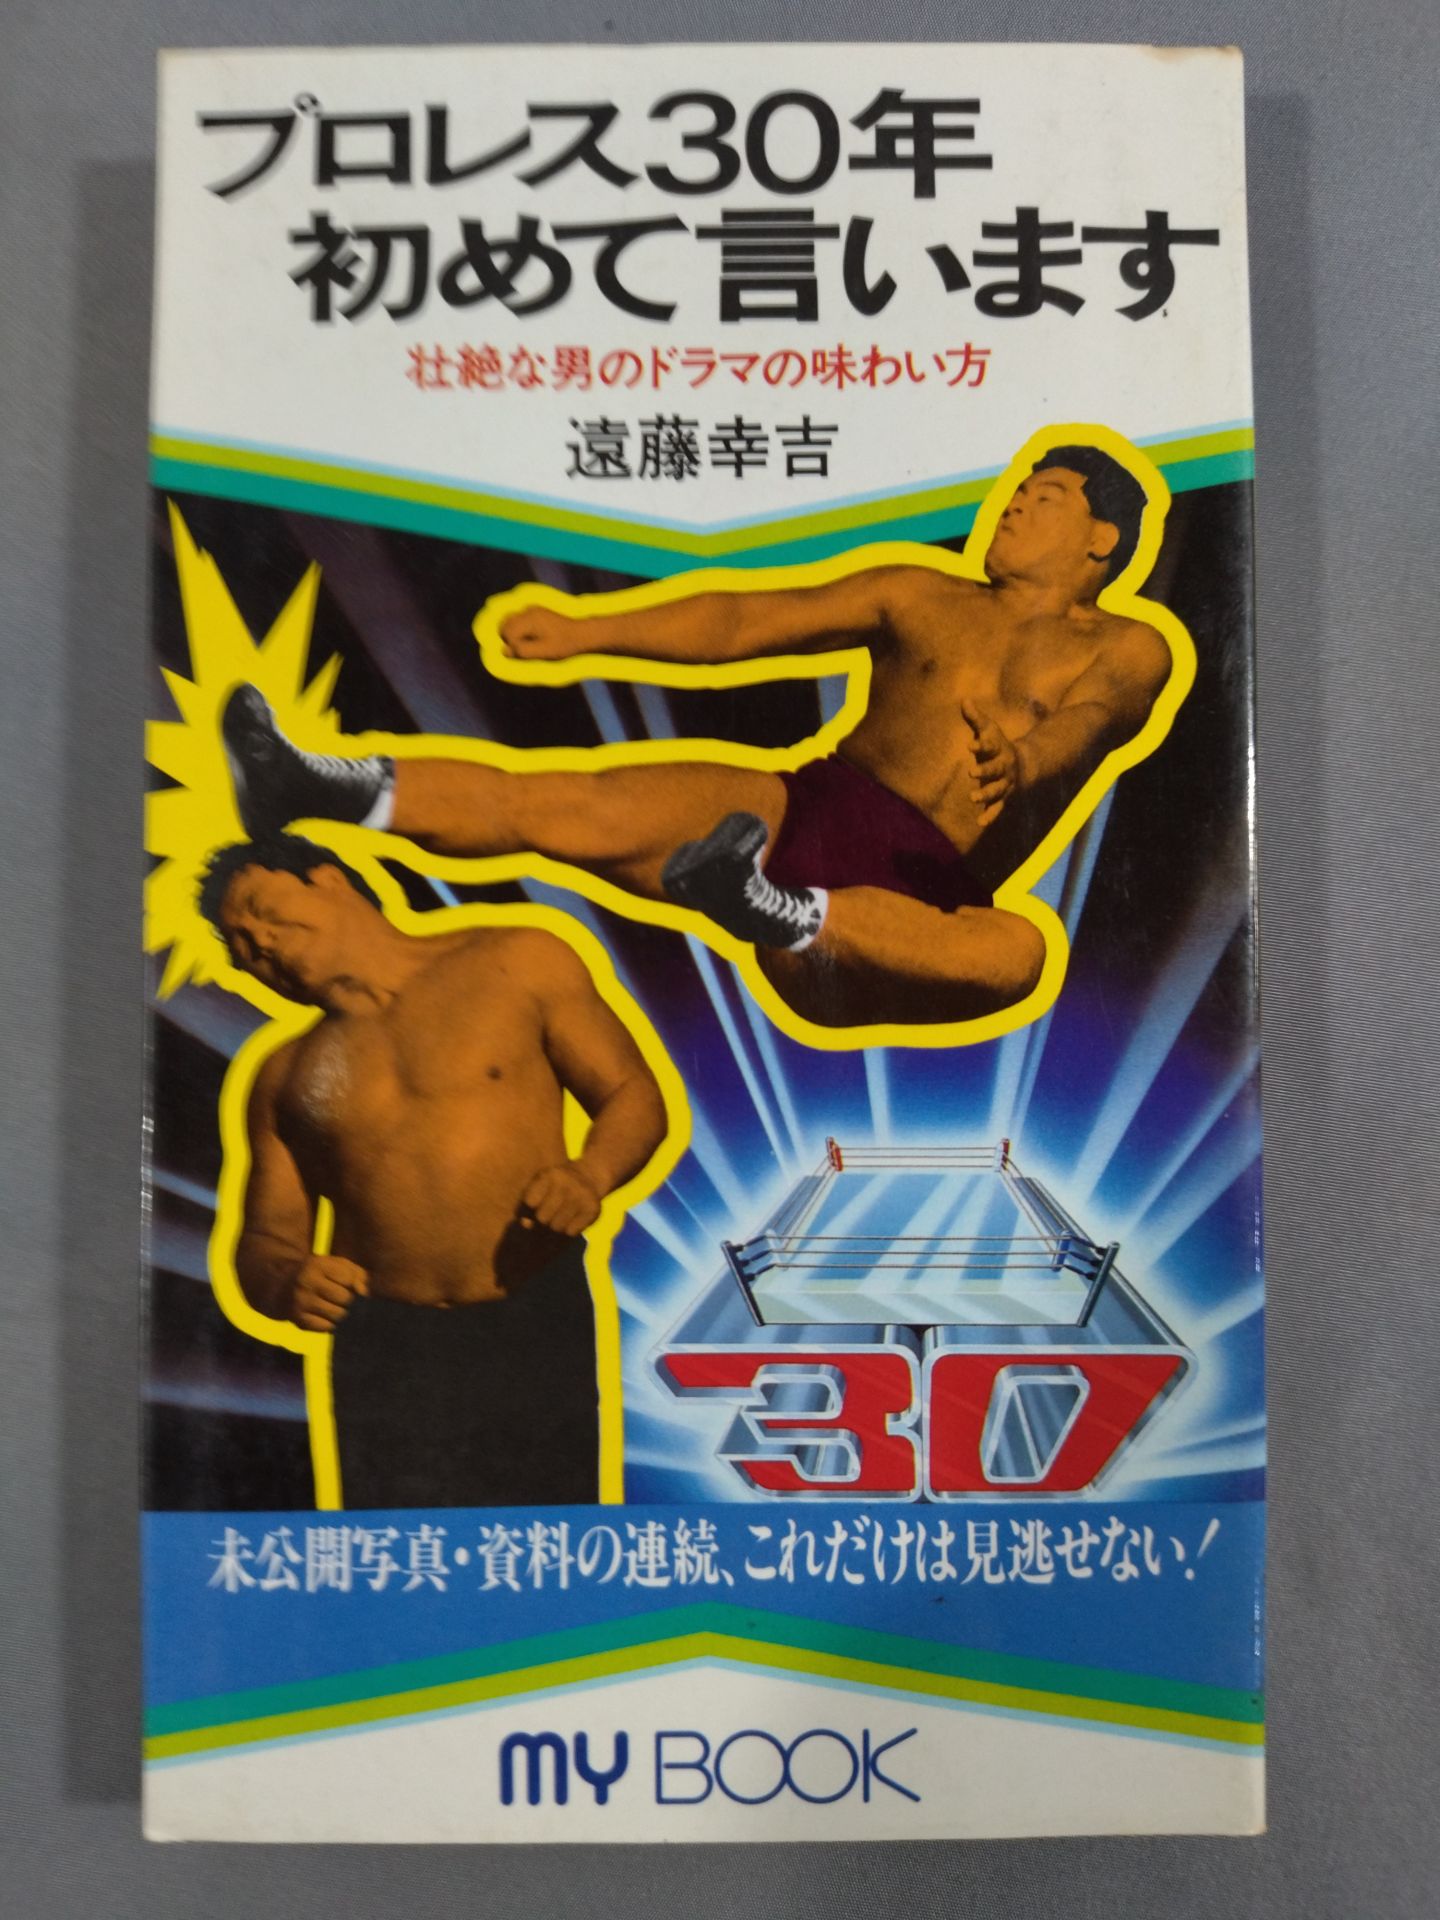 プロレス30年
初めて言います
壮絶な男のドラマの味わい方
遠藤幸吉
30
未公開写真・資料の連続、これだけは見逃せない!
my BOOK